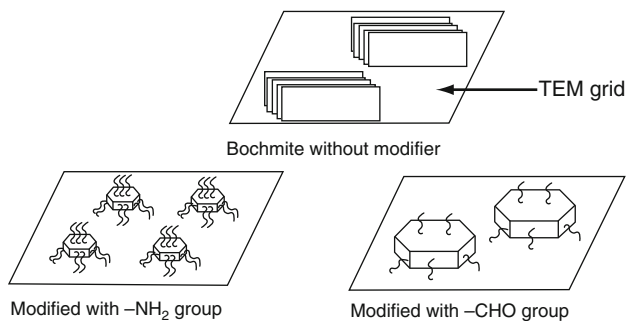 TEM grid
Bochmite without modifier
Modified with –NH₂ group
Modified with –CHO group